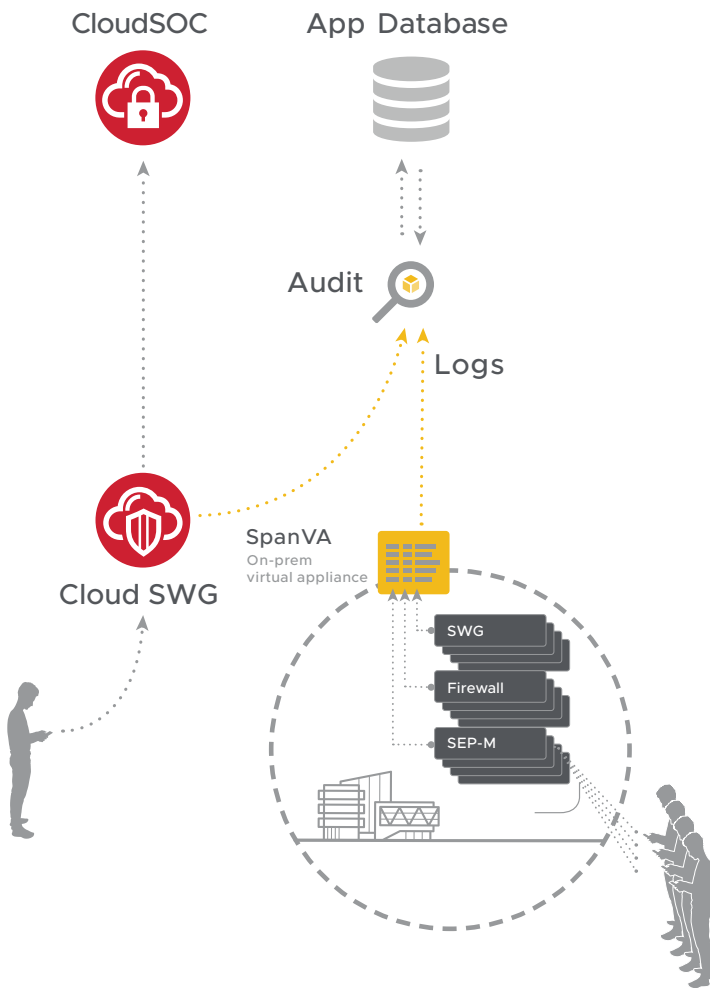 CloudSOC
App Database
Audit
Logs
Cloud SWG
SpanVA
On-prem
virtual appliance
SWG
Firewall
SEP-M